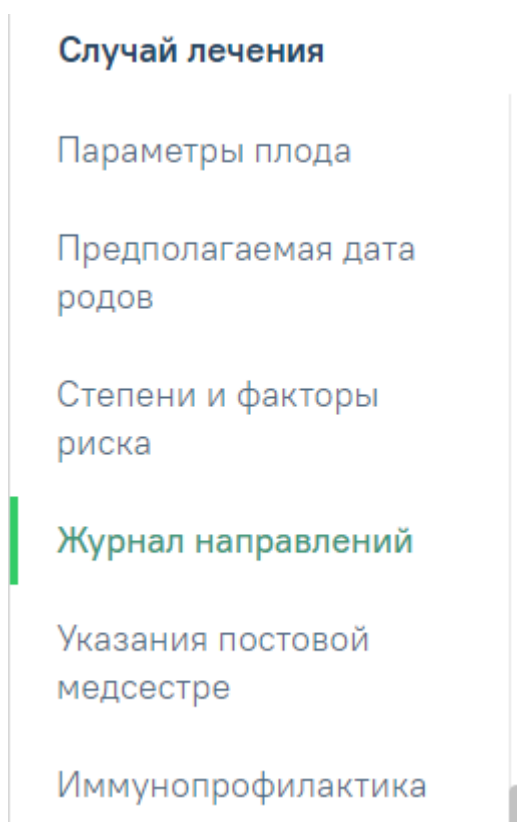 Случай лечения
Параметры плода
Предполагаемая дата
родов
Степени и факторы
риска
Журнал направлений
Указания постовой
медсестре
Иммунопрофилактика